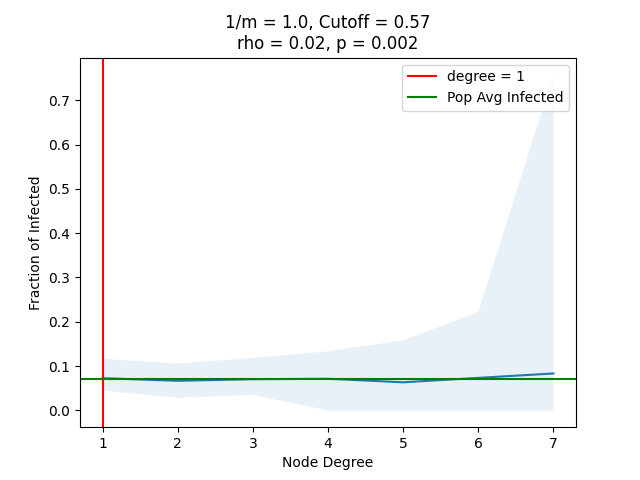 1/m = 1.0, Cutoff = 0.57
rho = 0.02, p = 0.002
degree = 1
Pop Avg Infected
Fraction of Infected
0.7
0.6
0.5
0.4
0.3
0.2
0.1
0.0
1 2 3 4 5 6 7
Node Degree